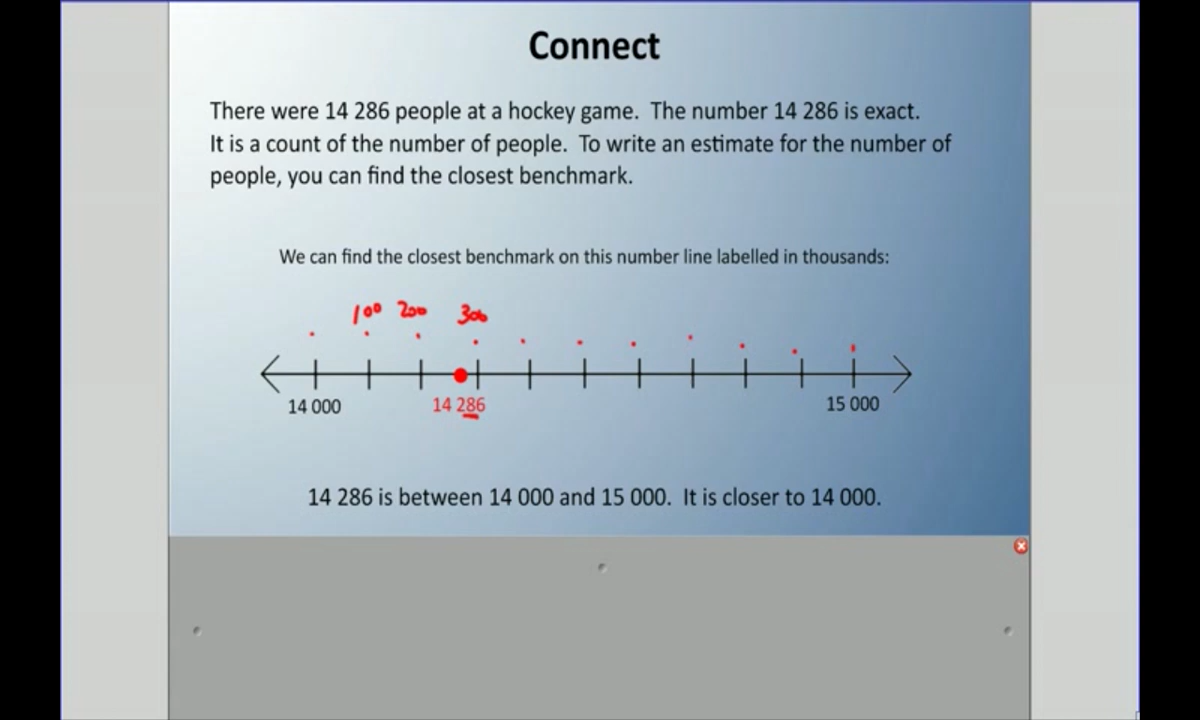 Connect
There were 14 286 people at a hockey game.  The number 14 286 is exact.
It is a count of the number of people.  To write an estimate for the number of
people, you can find the closest benchmark.
We can find the closest benchmark on this number line labelled in thousands:
100 200 300
14 000 14 286 15 000
14 286 is between 14 000 and 15 000.  It is closer to 14 000.